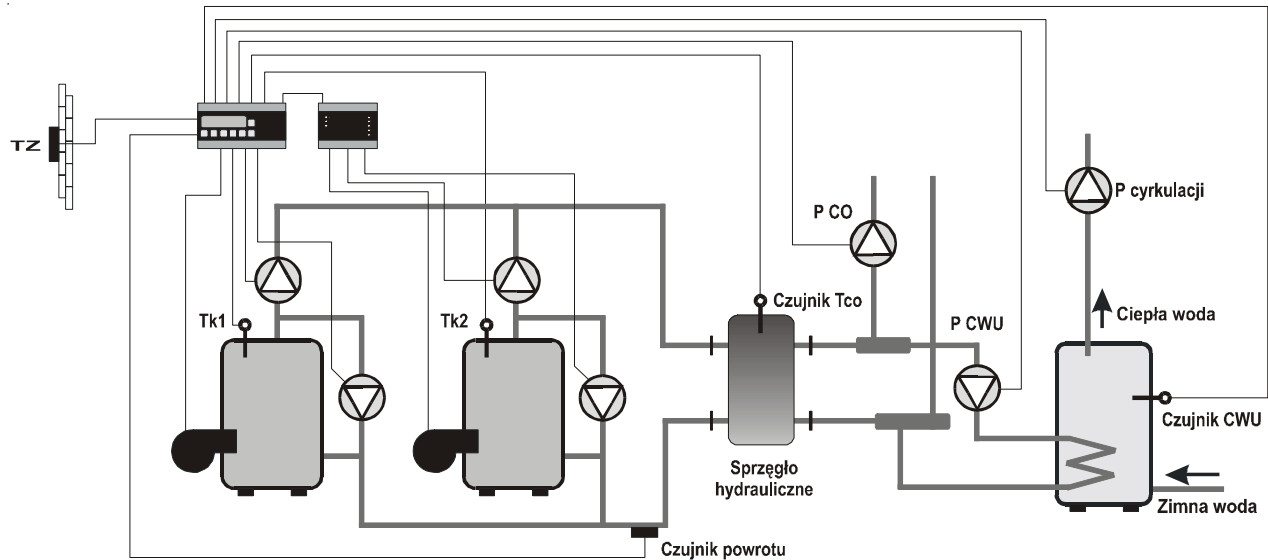 TZ
P cyrkulacji
P CO
Czujnik Tco
Ciepła woda
Tk1
Tk2
P CWU
Czujnik CWU
Sprzęgło
hydrauliczne
Zimna woda
Czujnik powrotu